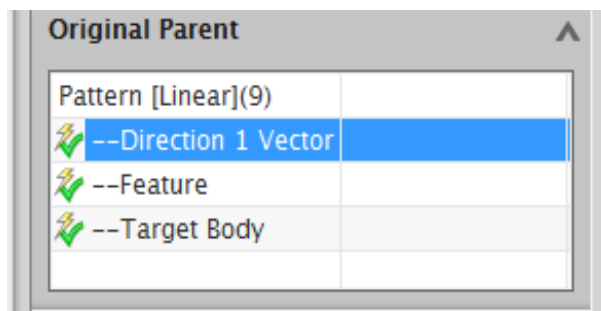 Original Parent
Pattern [Linear](9)
--Direction 1 Vector
--Feature
--Target Body